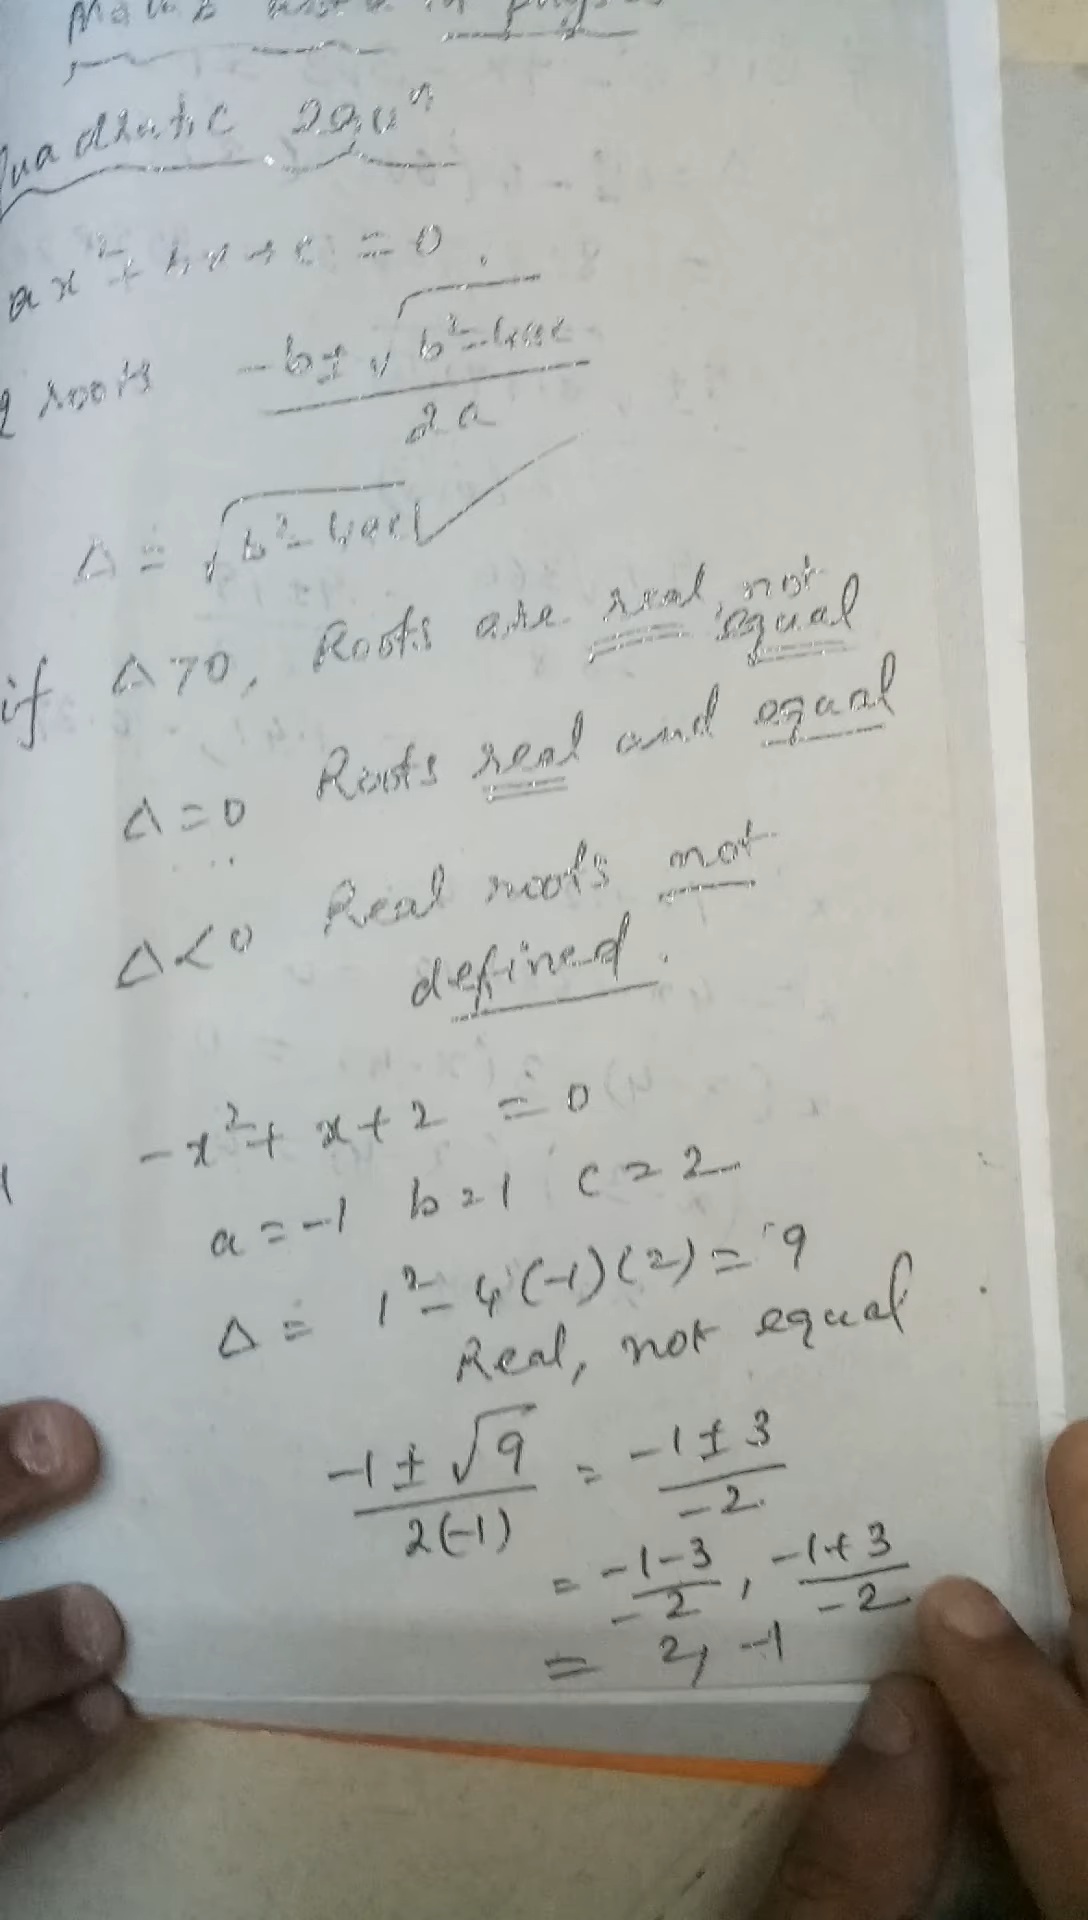 Quadratic Equⁿ
ax² + bx + c = 0
roots -b ± √(b² - 4ac) / 2a
Δ = √(b² - 4ac)
if Δ > 0, Roots are real, not equal
Δ = 0 Roots real and equal
Δ < 0 Real roots not
defined.
-x² + x + 2 = 0
a = -1 b = 1 c = 2
Δ = 1² - 4(-1)(2) = 9
Real, not equal
-1 ± √9 / 2(-1) = -1 ± 3 / -2
= -1-3 / -2 , -1+3 / -2
= 2, -1